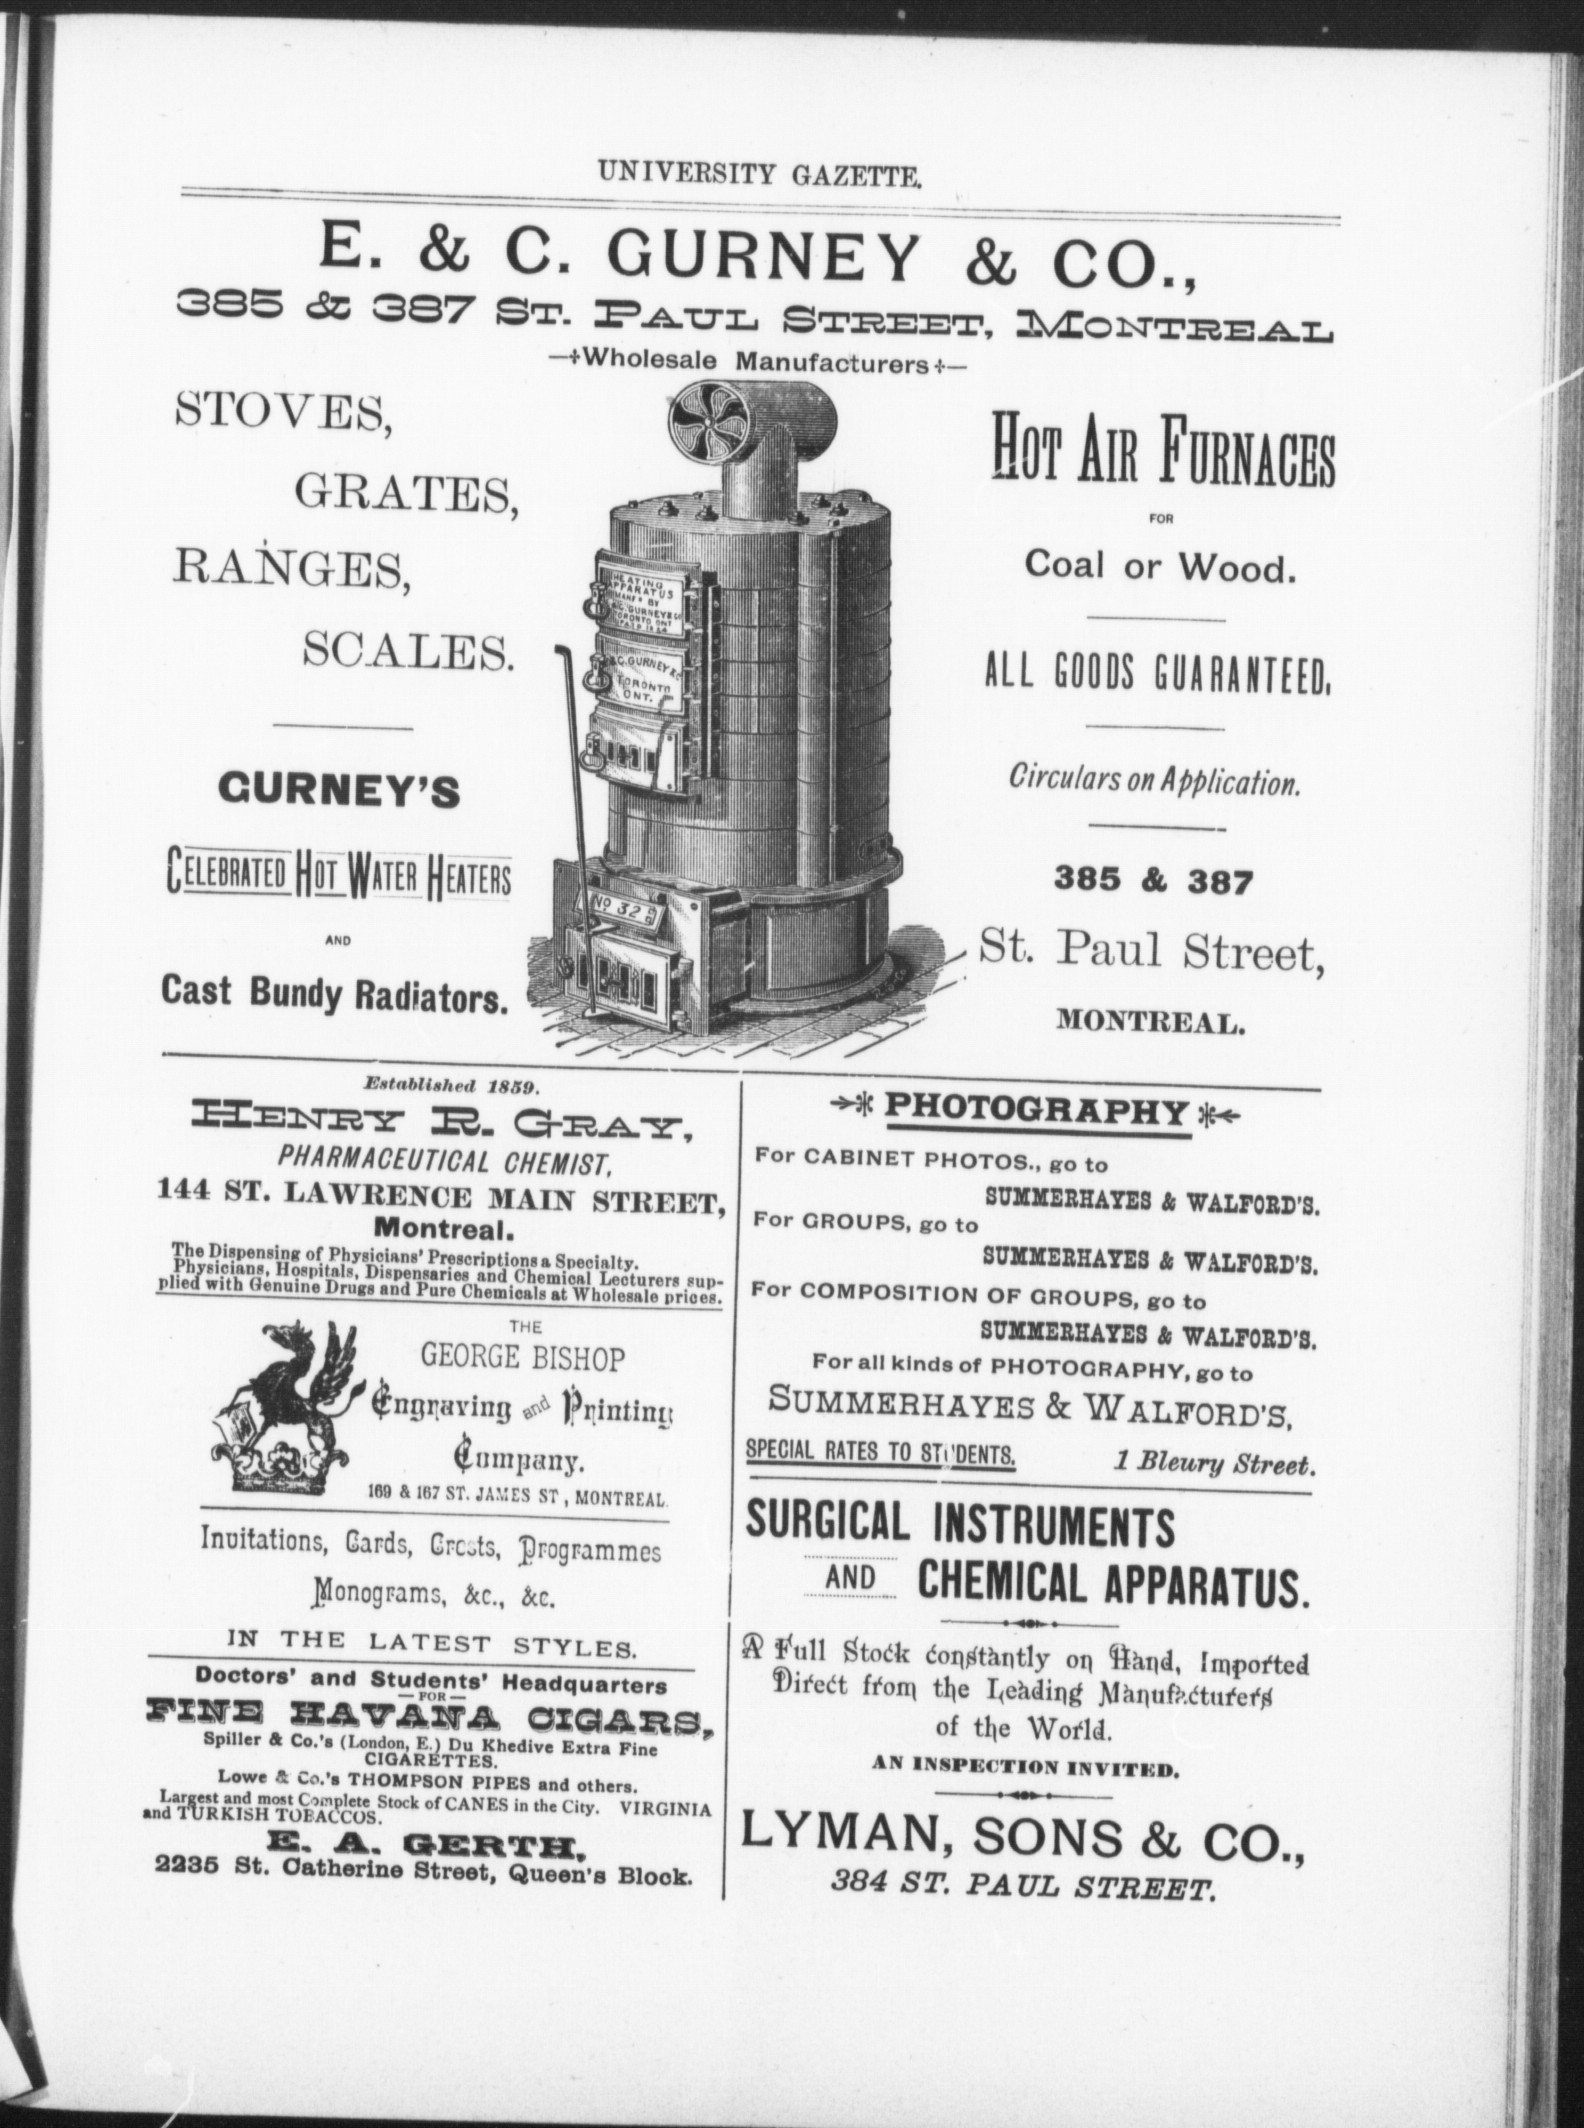 UNIVERSITY GAZETTE.
E. & C. GURNEY & CO.,
385 & 387 St. Paul Street, Montreal
Wholesale Manufacturers
STOVES,
GRATES,
RANGES,
SCALES.
GURNEY'S
Celebrated Hot Water Heaters
AND
Cast Bundy Radiators.
HEATING
APPARATUS
MANF'D BY
GURNEY & Co
TORONTO ONT
C. GURNEY & C
TORONTO
ONT.
No 32
Hot Air Furnaces
FOR
Coal or Wood.
ALL GOODS GUARANTEED,
Circulars on Application.
385 & 387
St. Paul Street,
MONTREAL.
Established 1859.
Henry R. Gray,
PHARMACEUTICAL CHEMIST,
144 ST. LAWRENCE MAIN STREET,
Montreal.
The Dispensing of Physicians' Prescriptions a Specialty.
Physicians, Hospitals, Dispensaries and Chemical Lecturers sup-
plied with Genuine Drugs and Pure Chemicals at Wholesale prices.
THE
GEORGE BISHOP
Engraving and Printing
Company.
169 & 167 ST. JAMES ST, MONTREAL.
Invitations, Cards, Crests, Programmes
Monograms, &c., &c.
IN THE LATEST STYLES.
Doctors' and Students' Headquarters
—FOR—
FINE HAVANA CIGARS,
Spiller & Co.'s (London, E.) Du Khedive Extra Fine
CIGARETTES.
Lowe & Co.'s THOMPSON PIPES and others.
Largest and most Complete Stock of CANES in the City. VIRGINIA
and TURKISH TOBACCOS.
E. A. GERTH,
2235 St. Catherine Street, Queen's Block.
PHOTOGRAPHY
For CABINET PHOTOS., go to
SUMMERHAYES & WALFORD'S.
For GROUPS, go to
SUMMERHAYES & WALFORD'S.
For COMPOSITION OF GROUPS, go to
SUMMERHAYES & WALFORD'S.
For all kinds of PHOTOGRAPHY, go to
Summerhayes & Walford's,
SPECIAL RATES TO STUDENTS. 1 Bleury Street.
SURGICAL INSTRUMENTS
AND CHEMICAL APPARATUS.
A Full Stock constantly on Hand, Imported
Direct from the Leading Manufacturers
of the World.
AN INSPECTION INVITED.
LYMAN, SONS & CO.,
384 ST. PAUL STREET.